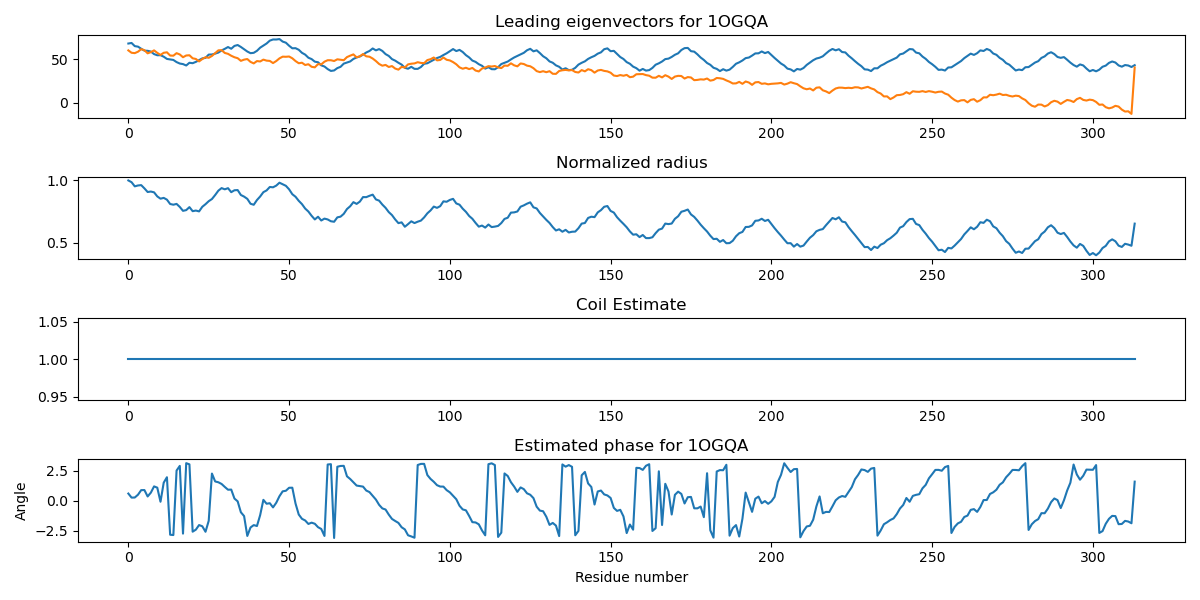 Leading eigenvectors for 1OGQA
50
0
0 50 100 150 200 250 300
Normalized radius
1.0
0.5
0 50 100 150 200 250 300
Coil Estimate
1.05
1.00
0.95
0 50 100 150 200 250 300
Estimated phase for 1OGQA
Angle
2.5
0.0
−2.5
0 50 100 150 200 250 300
Residue number